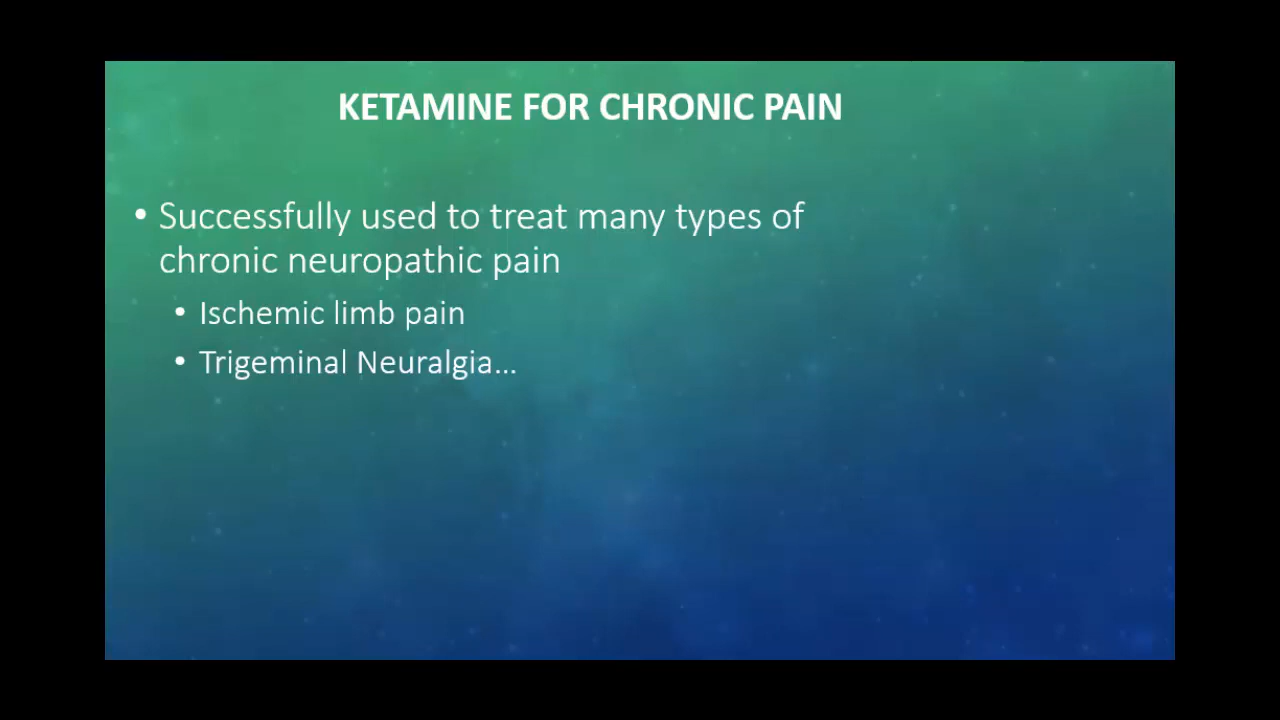 KETAMINE FOR CHRONIC PAIN
• Successfully used to treat many types of
chronic neuropathic pain
• Ischemic limb pain
• Trigeminal Neuralgia...